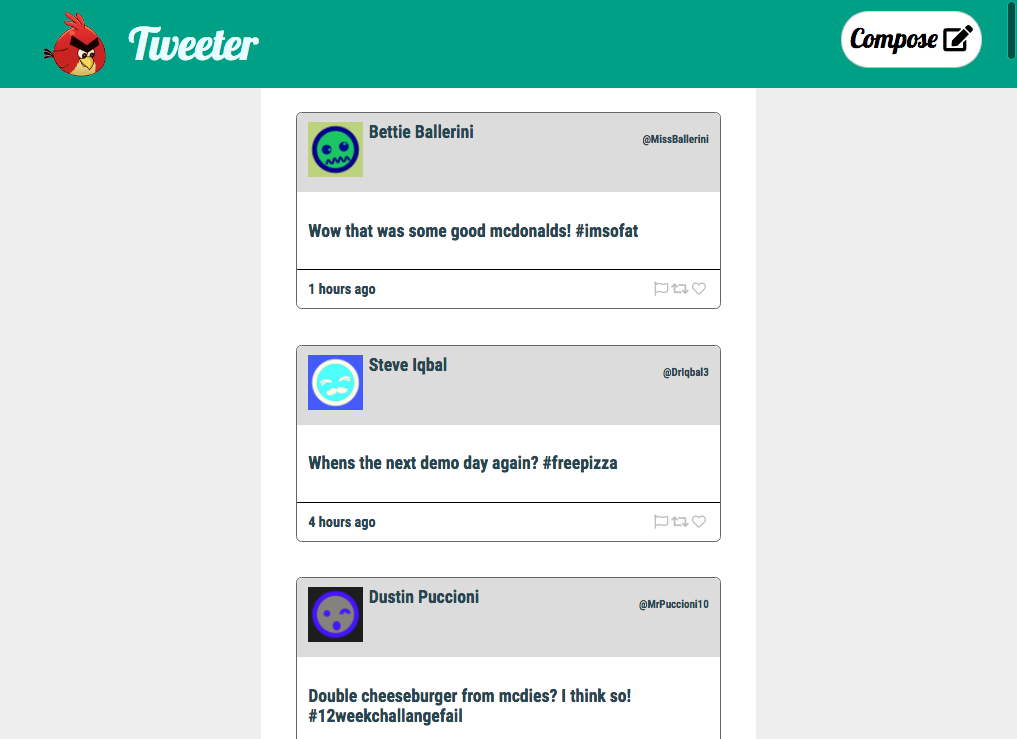 Tweeter
Compose
Bettie Ballerini
@MissBallerini
Wow that was some good mcdonalds! #imsofat
1 hours ago
Steve Iqbal
@DrIqbal3
Whens the next demo day again? #freepizza
4 hours ago
Dustin Puccioni
@MrPuccioni10
Double cheeseburger from mcdies? I think so!
#12weekchallangefail